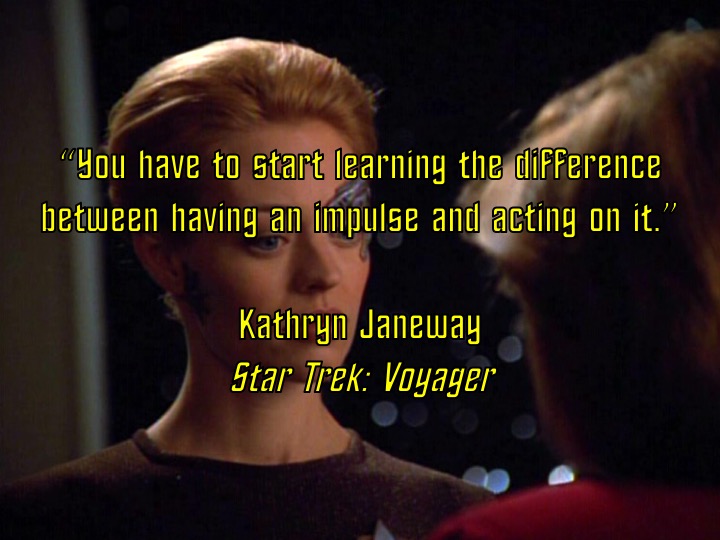 “You have to start learning the difference
between having an impulse and acting on it.”
Kathryn Janeway
Star Trek: Voyager